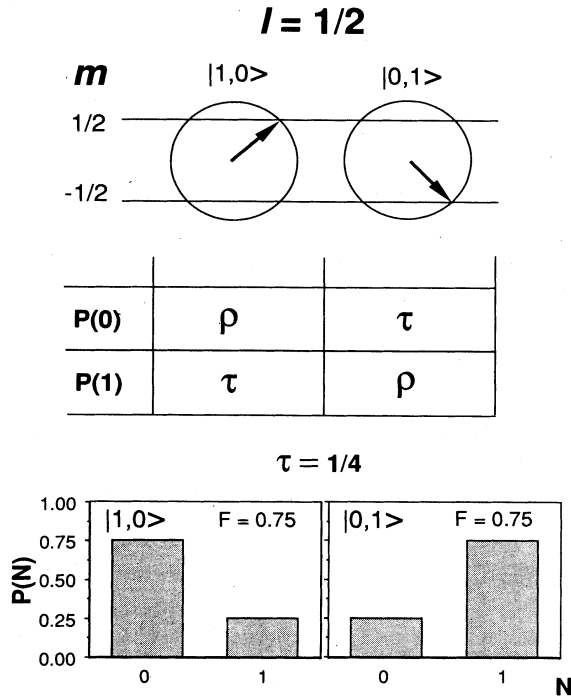 l = 1/2
m |1,0> |0,1>
1/2
-1/2
P(0) ρ τ
P(1) τ ρ
τ = 1/4
1.00 |1,0> F = 0.75 |0,1> F = 0.75
0.75
P(N)
0.50
0.25
0.00
0 1 0 1 N